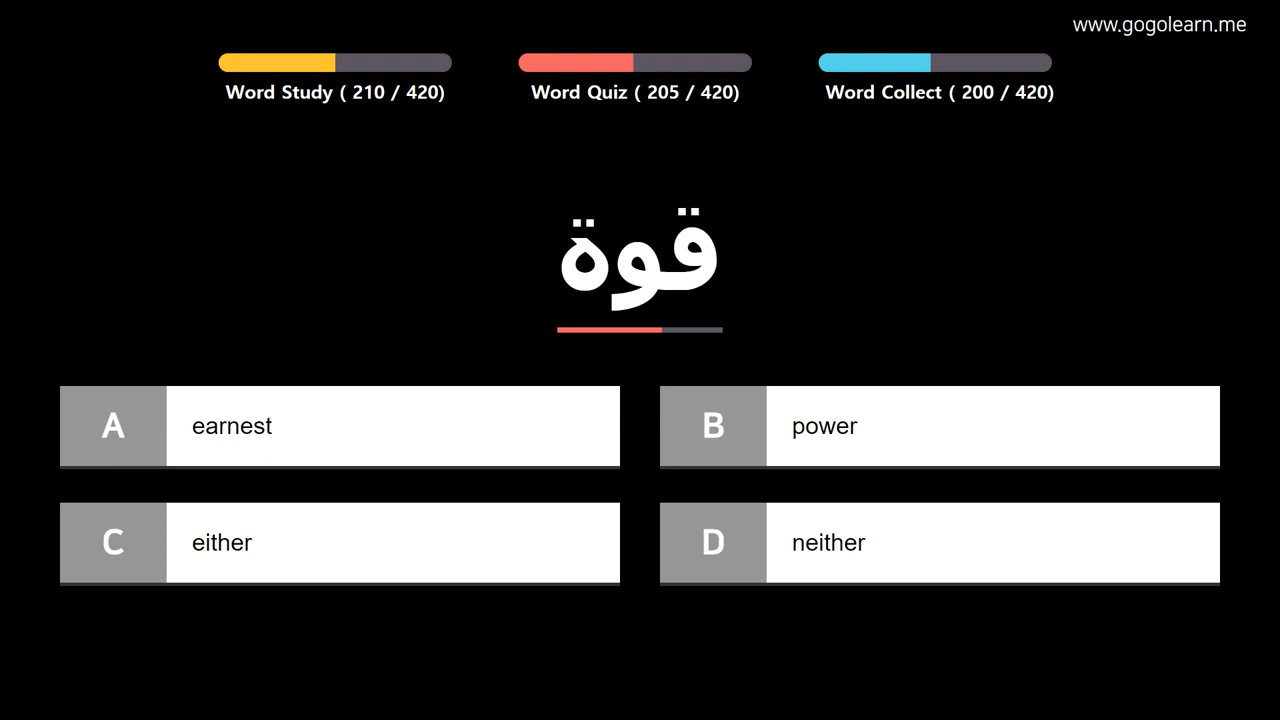 www.gogolearn.me
Word Study ( 210 / 420)
Word Quiz ( 205 / 420)
Word Collect ( 200 / 420)
قوة
A earnest
B power
C either
D neither